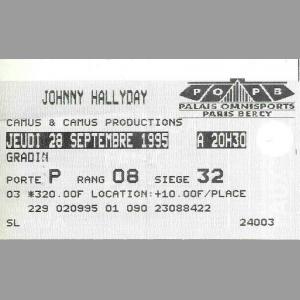 JOHNNY HALLYDAY
POPB
PALAIS OMNISPORTS
PARIS BERCY
CAMUS & CAMUS PRODUCTIONS
JEUDI 28 SEPTEMBRE 1995 A 20H30
GRADIN
PORTE P RANG 08 SIEGE 32
03 *320.00F LOCATION:+10.00F/PLACE
229 020995 01 090 23088422
SL 24003